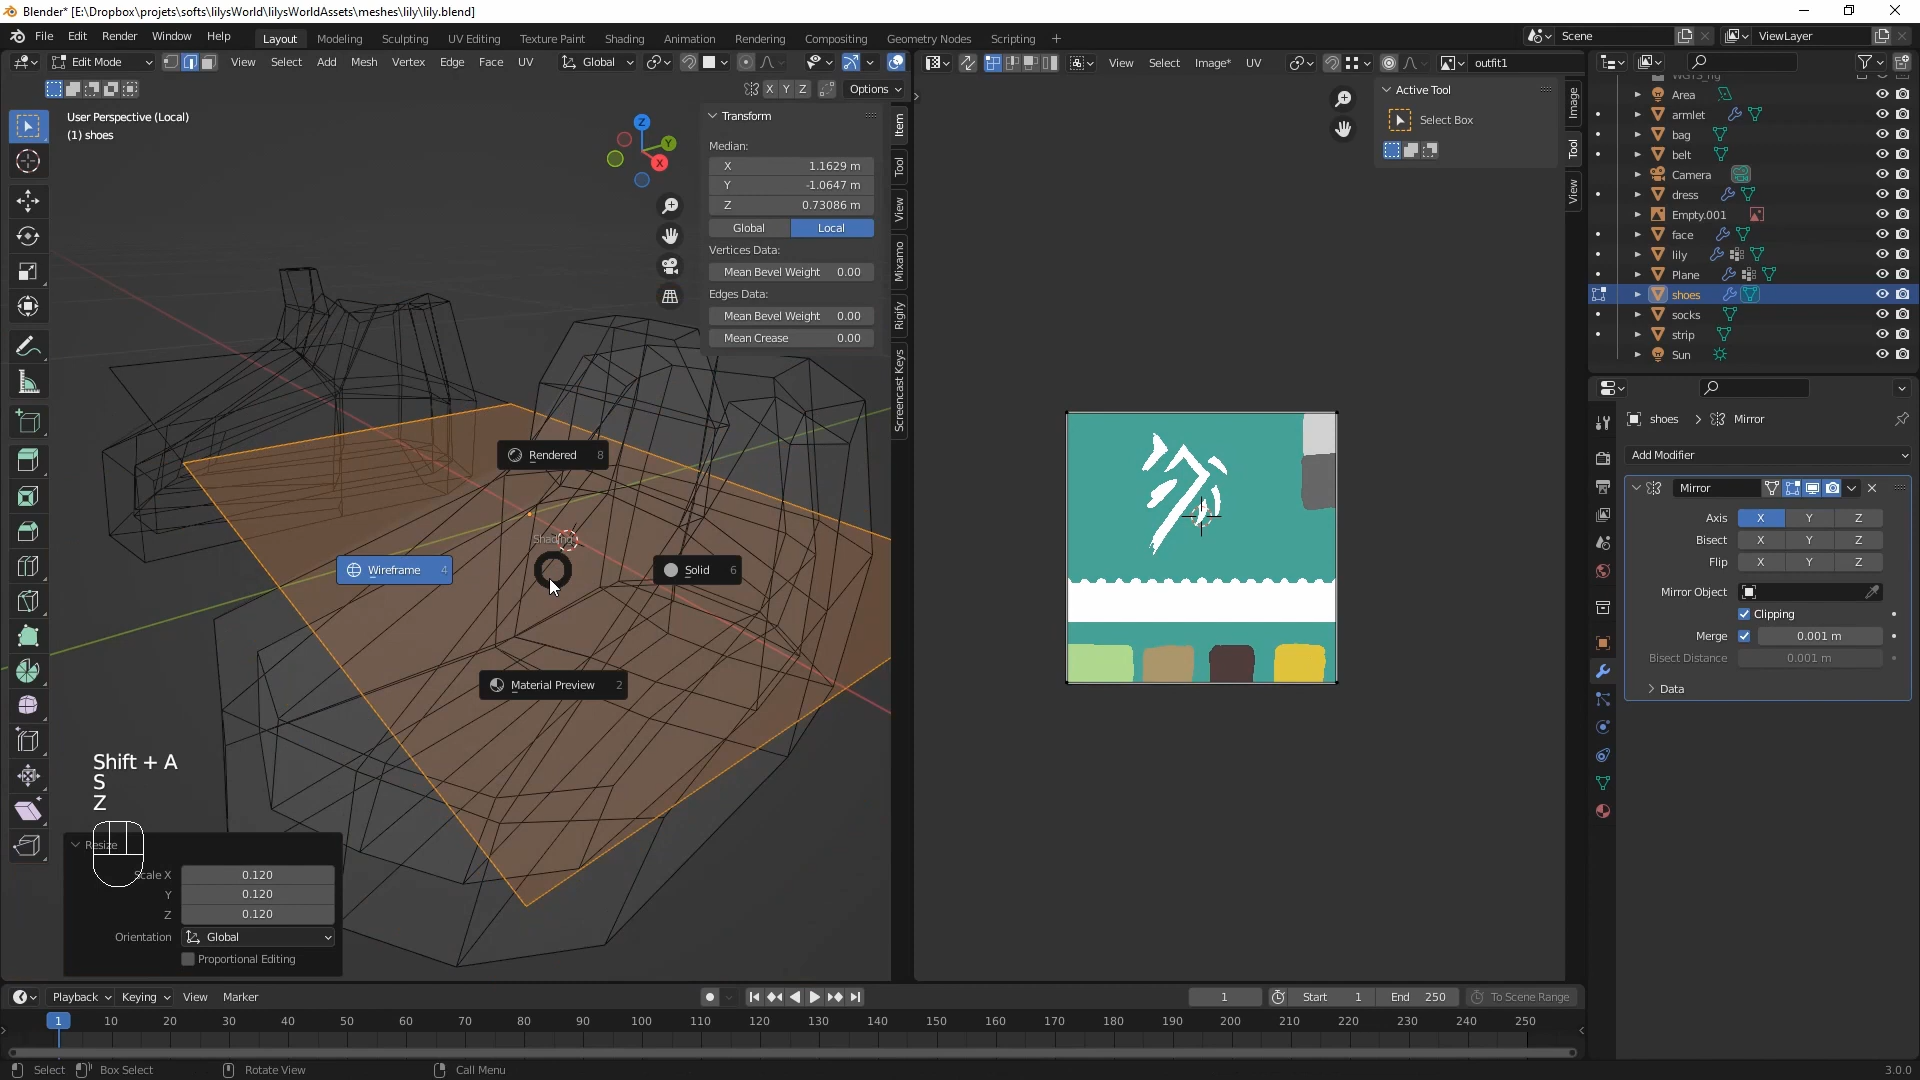 Blender* [E:\Dropbox\projets\softs\lilysWorld\lilysWorldAssets\meshes\lily\lily.blend]
File Edit Render Window Help
Layout Modeling Sculpting UV Editing Texture Paint Shading Animation Rendering Compositing Geometry Nodes Scripting +
Scene ViewLayer
Edit Mode View Select Add Mesh Vertex Edge Face UV Global
View Select Image* UV outfit1
X Y Z Options
User Perspective (Local)
(1) shoes
Z Y X
Transform
Median:
X 1.1629 m
Y -1.0647 m
Z 0.73086 m
Global Local
Vertices Data:
Mean Bevel Weight 0.00
Edges Data:
Mean Bevel Weight 0.00
Mean Crease 0.00
Item
Tool
View
Mixamo
Rigify
Screencast Keys
Rendered 8
Shading
Wireframe 4
Solid 6
Material Preview 2
Shift + A
S
Z
Resize
Scale X 0.120
Y 0.120
Z 0.120
Orientation Global
Proportional Editing
Active Tool
Select Box
Image
Tool
View
WGTS_rig
Area
armlet
bag
belt
Camera
dress
Empty.001
face
lily
Plane
shoes
socks
strip
Sun
shoes > Mirror
Add Modifier
Mirror
Axis X Y Z
Bisect X Y Z
Flip X Y Z
Mirror Object
Clipping
Merge 0.001 m
Bisect Distance 0.001 m
Data
Playback Keying View Marker 1 Start 1 End 250 To Scene Range
1 10 20 30 40 50 60 70 80 90 100 110 120 130 140 150 160 170 180 190 200 210 220 230 240 250
Select Box Select Rotate View Call Menu 3.0.0